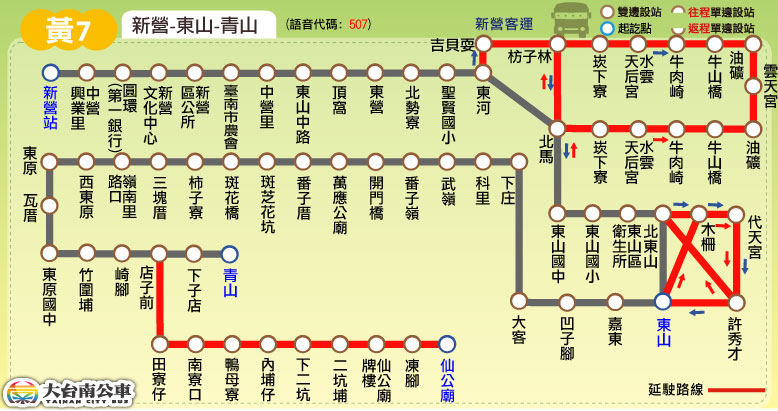 黃7
新營-東山-青山
(語音代碼: 507)
新營客運
雙邊設站
往程單邊設站
起訖點
返程單邊設站
吉貝耍
枋子林
崁下寮
水雲
天后宮
牛肉崎
牛山橋
油礦
雲天宮
新營站
中營
興業里
圓環
(第一銀行)
新營
文化中心
新營
區公所
臺南市農會
中營里
東山中路
頂窩
東營
北勢寮
聖賢國小
東河
北馬
崁下寮
水雲
天后宮
牛肉崎
牛山橋
油礦
東原
西東原
嶺南里
路口
三塊厝
柿子寮
斑花橋
斑芝花坑
番子厝
萬應公廟
開門橋
番子嶺
武嶺
科里
下庄
瓦厝
東山國中
東山國小
東山區
衛生所
北東山
木柵
代天宮
東原國中
竹圍埔
崎腳
店子前
下子店
青山
大客
凹子腳
嘉東
東山
許秀才
田寮仔
南寮口
鴨母寮
內埔仔
下二坑
二坑埔
仙公廟
牌樓
凍腳
仙公廟
延駛路線
大台南公車
TAINAN CITY BUS